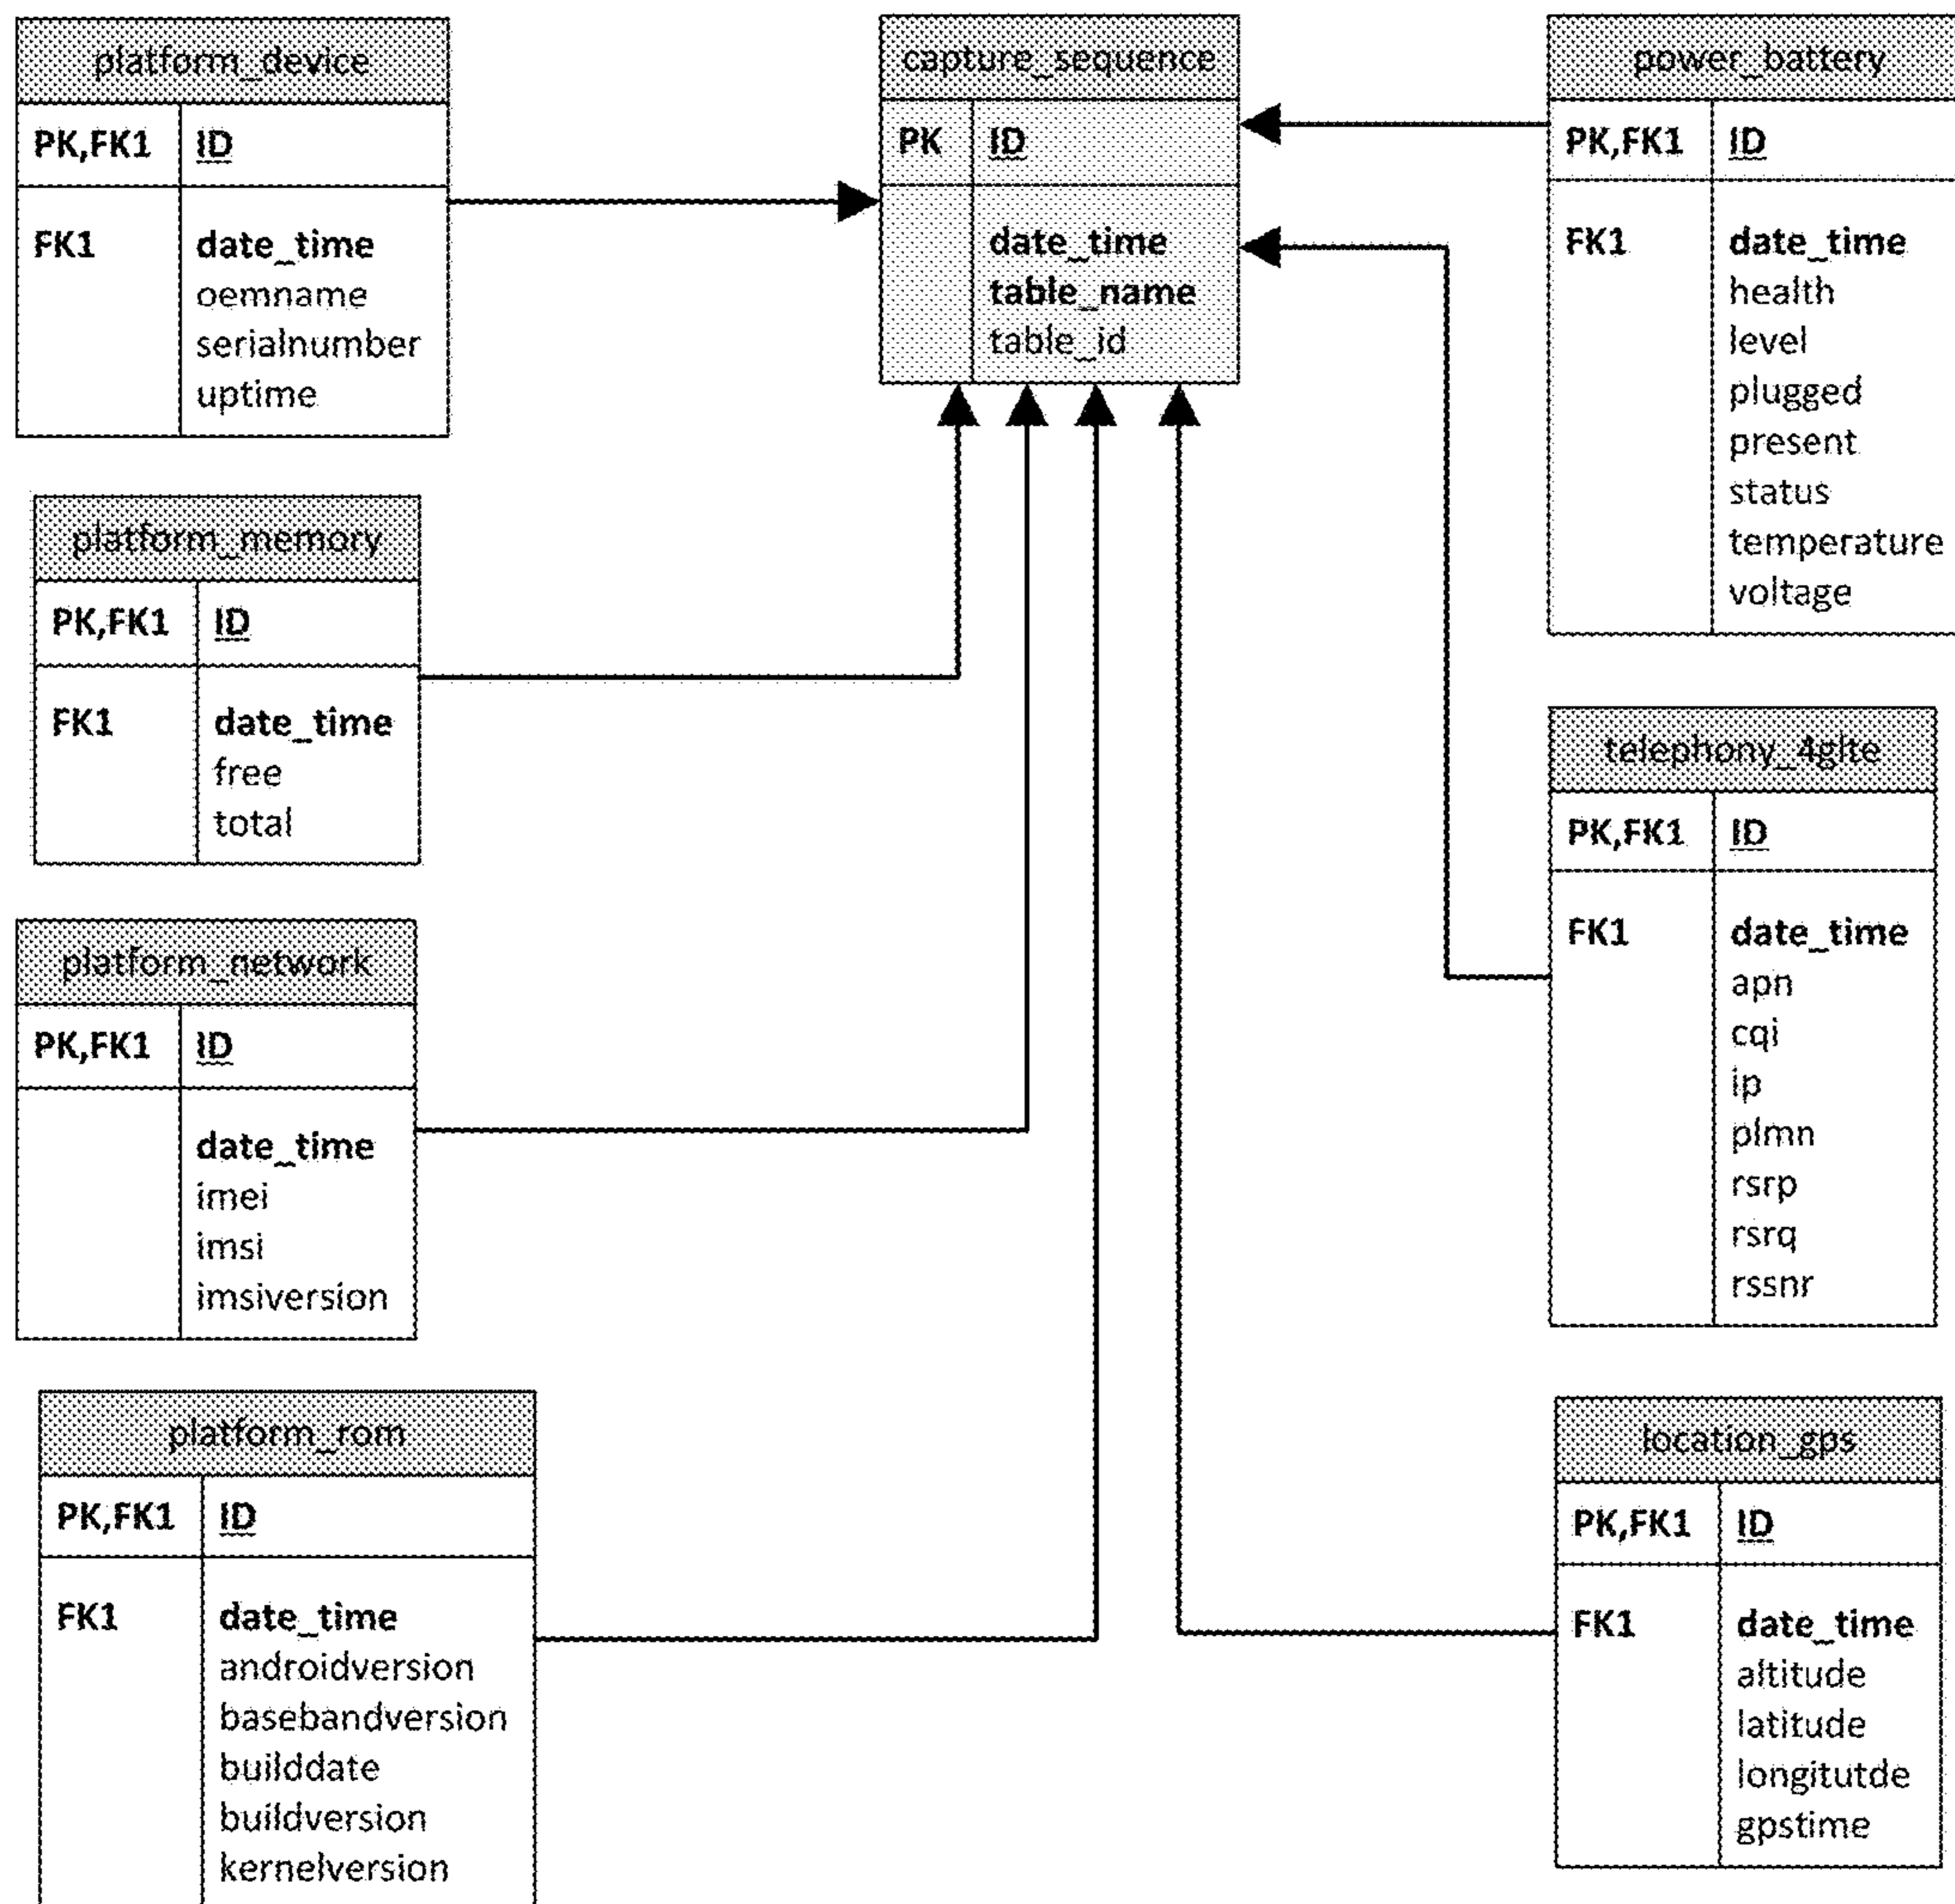 platform_device
PK,FK1 ID
FK1 date_time
oemname
serialnumber
uptime
capture_sequence
PK ID
date_time
table_name
table_id
power_battery
PK,FK1 ID
FK1 date_time
health
level
plugged
present
status
temperature
voltage
platform_memory
PK,FK1 ID
FK1 date_time
free
total
telephony_4glte
PK,FK1 ID
FK1 date_time
apn
cqi
ip
plmn
rsrp
rsrq
rssnr
platform_network
PK,FK1 ID
date_time
imei
imsi
imsiversion
platform_rom
PK,FK1 ID
FK1 date_time
androidversion
basebandversion
builddate
buildversion
kernelversion
location_gps
PK,FK1 ID
FK1 date_time
altitude
latitude
longitutde
gpstime